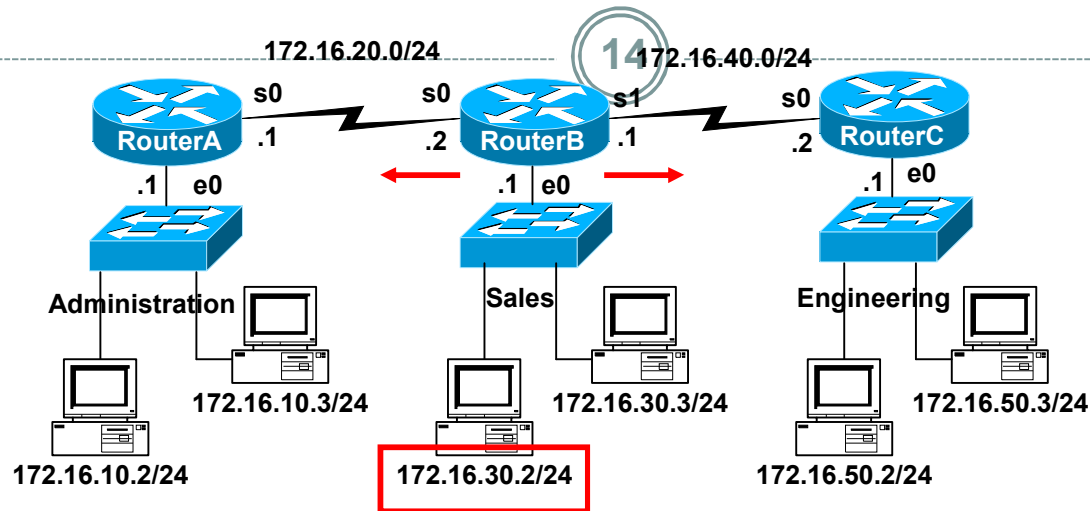 172.16.20.0/24
14
172.16.40.0/24
s0
s0
s1
s0
RouterA
.1
.2
RouterB
.1
.2
RouterC
.1
e0
.1
e0
.1
e0
Administration
Sales
Engineering
172.16.10.3/24
172.16.30.3/24
172.16.50.3/24
172.16.10.2/24
172.16.30.2/24
172.16.50.2/24